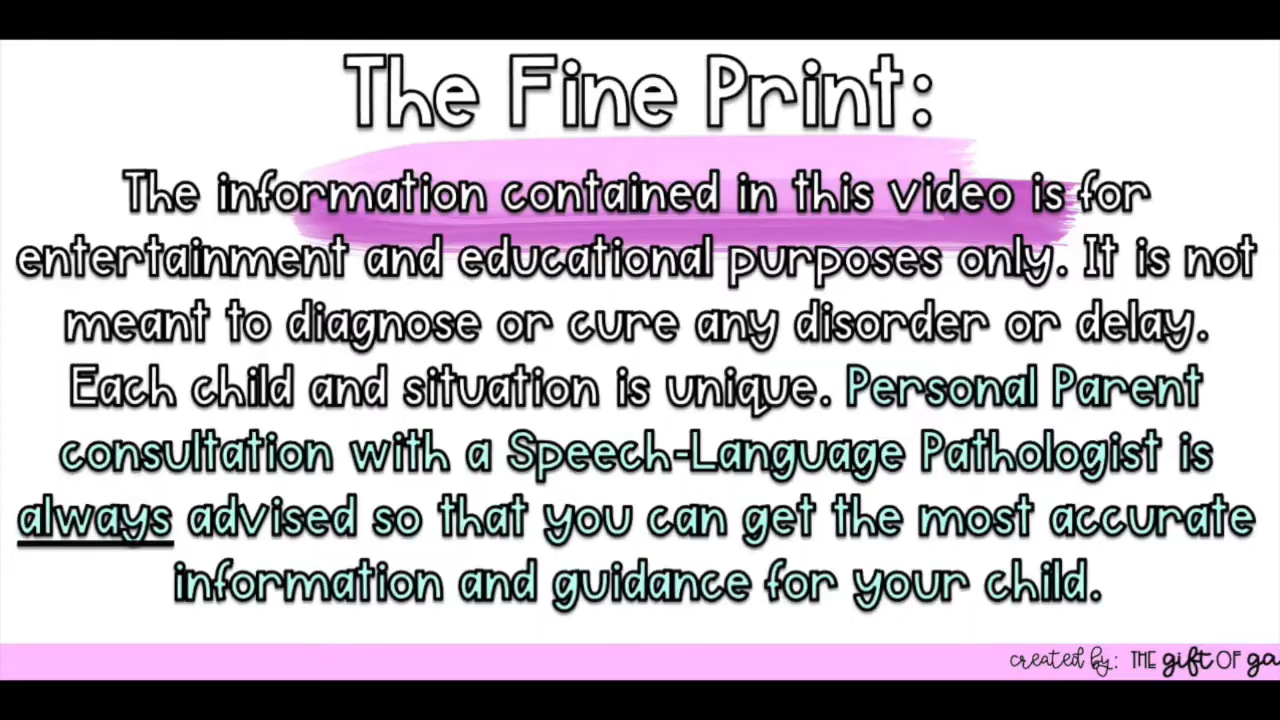 The Fine Print:
The information contained in this video is for
entertainment and educational purposes only. It is not
meant to diagnose or cure any disorder or delay.
Each child and situation is unique. Personal Parent
consultation with a Speech-Language Pathologist is
always advised so that you can get the most accurate
information and guidance for your child.
created by: THE gift OF ga